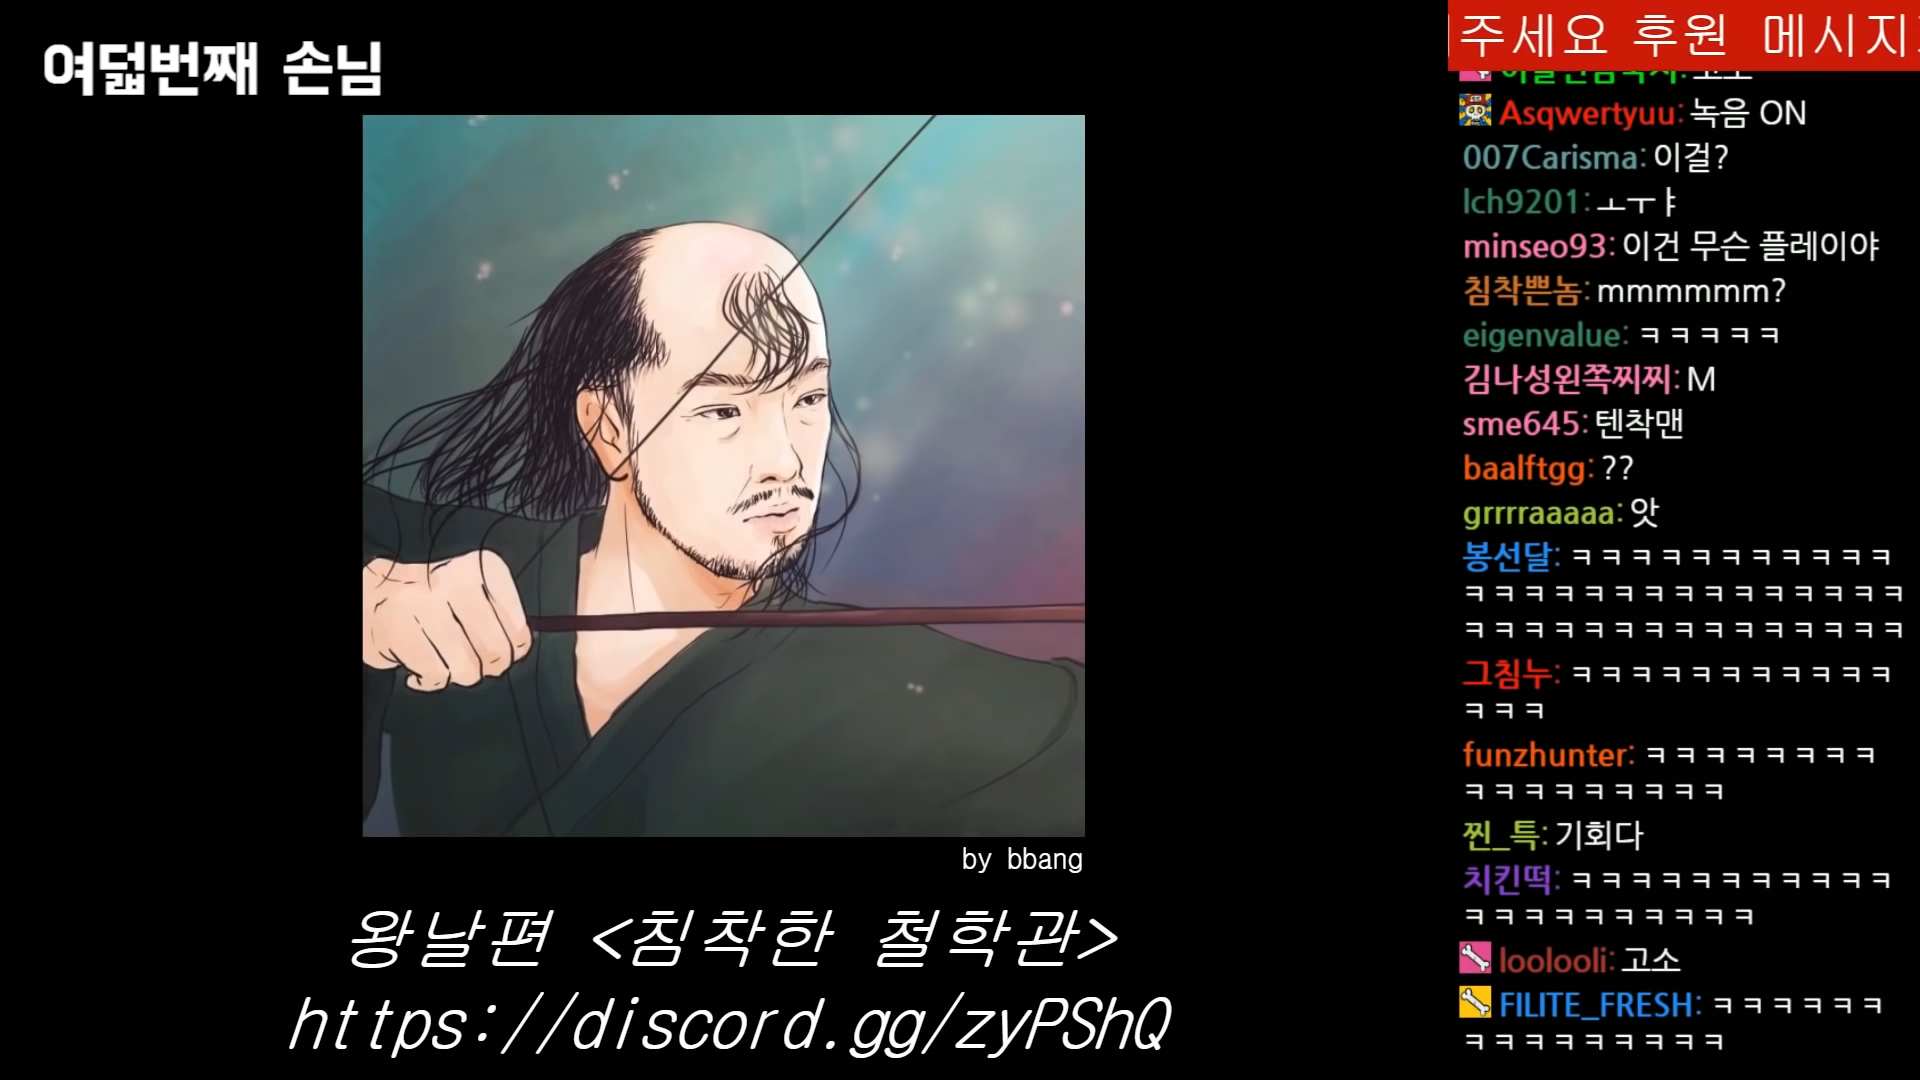 여덟번째 손님
by bbang
왕날편 <침착한 철학관>
https://discord.gg/zyPShQ
주세요 후원 메시지
Asqwertyuu: 녹음 ON
007Carisma: 이걸?
lch9201: ㅗㅜㅑ
minseo93: 이건 무슨 플레이야
침착쁜놈: mmmmmm?
eigenvalue: ㅋㅋㅋㅋㅋ
김나성왼쪽찌찌: M
sme645: 텐착맨
baalftgg: ??
grrrraaaaa: 앗
봉선달: ㅋㅋㅋㅋㅋㅋㅋㅋㅋㅋㅋ
ㅋㅋㅋㅋㅋㅋㅋㅋㅋㅋㅋㅋㅋㅋㅋ
ㅋㅋㅋㅋㅋㅋㅋㅋㅋㅋㅋㅋㅋㅋㅋ
그침누: ㅋㅋㅋㅋㅋㅋㅋㅋㅋㅋㅋ
ㅋㅋㅋ
funzhunter: ㅋㅋㅋㅋㅋㅋㅋㅋ
ㅋㅋㅋㅋㅋㅋㅋㅋㅋ
찐_특: 기회다
치킨떡: ㅋㅋㅋㅋㅋㅋㅋㅋㅋㅋㅋ
ㅋㅋㅋㅋㅋㅋㅋㅋㅋㅋ
loolooli: 고소
FILITE_FRESH: ㅋㅋㅋㅋㅋㅋ
ㅋㅋㅋㅋㅋㅋㅋㅋㅋ